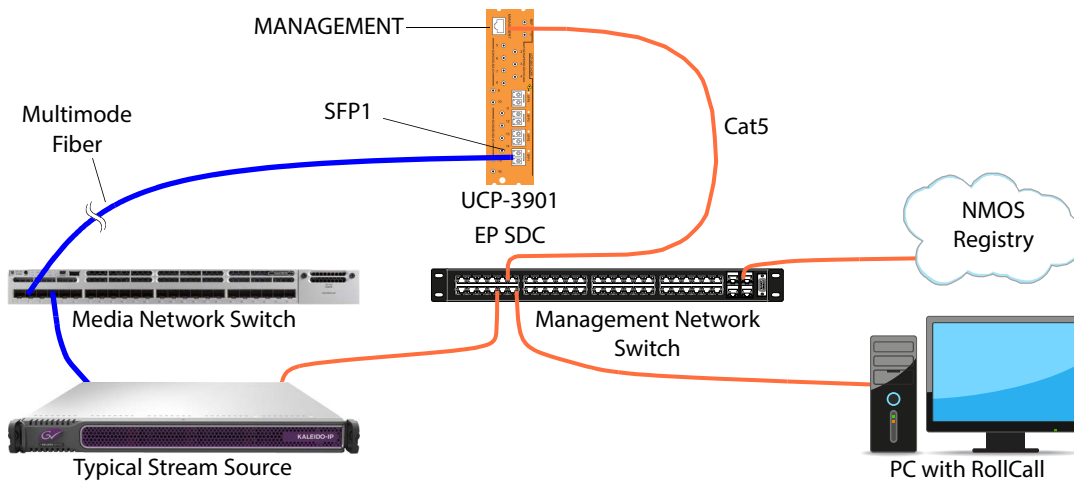 MANAGEMENT
Multimode
Fiber
SFP1
Cat5
UCP-3901
EP SDC
NMOS
Registry
Media Network Switch
Management Network
Switch
KALEIDO-IP
Typical Stream Source
PC with RollCall